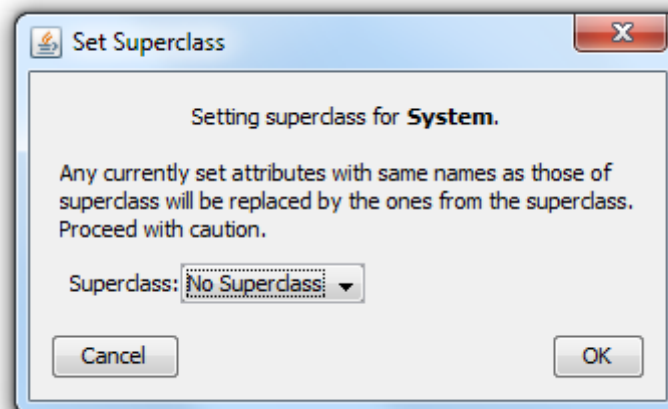 Set Superclass
Setting superclass for System.
Any currently set attributes with same names as those of
superclass will be replaced by the ones from the superclass.
Proceed with caution.
Superclass: No Superclass
Cancel OK